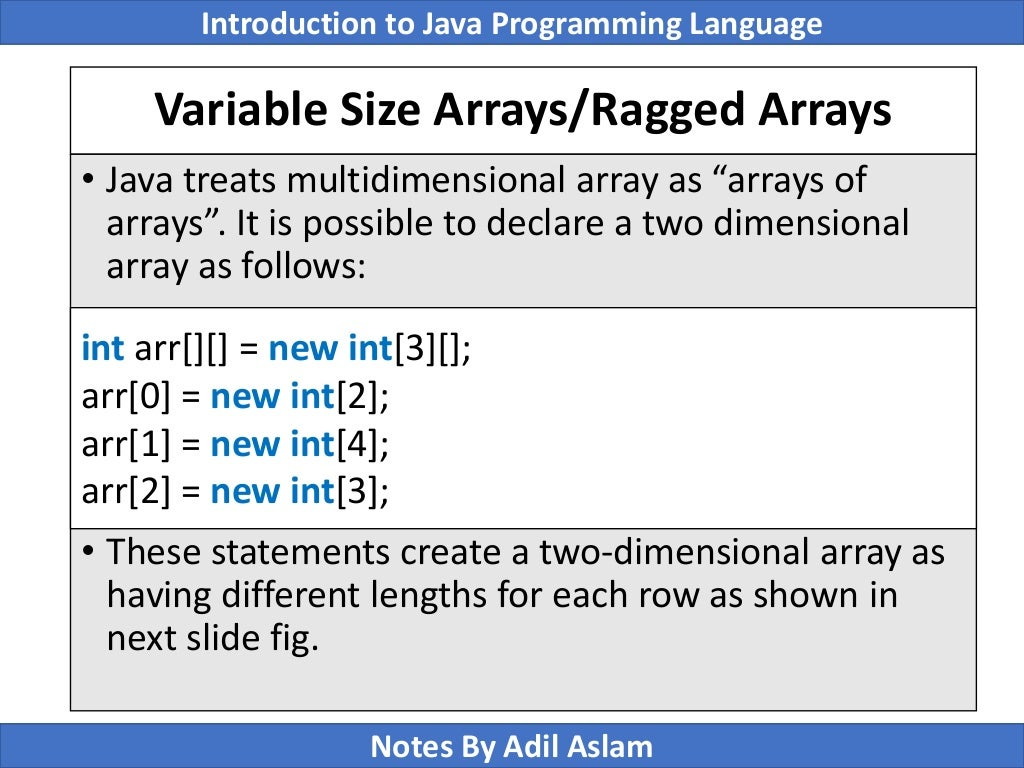 Introduction to Java Programming Language
Variable Size Arrays/Ragged Arrays
• Java treats multidimensional array as “arrays of
arrays”. It is possible to declare a two dimensional
array as follows:
int arr[][] = new int[3][];
arr[0] = new int[2];
arr[1] = new int[4];
arr[2] = new int[3];
• These statements create a two-dimensional array as
having different lengths for each row as shown in
next slide fig.
Notes By Adil Aslam